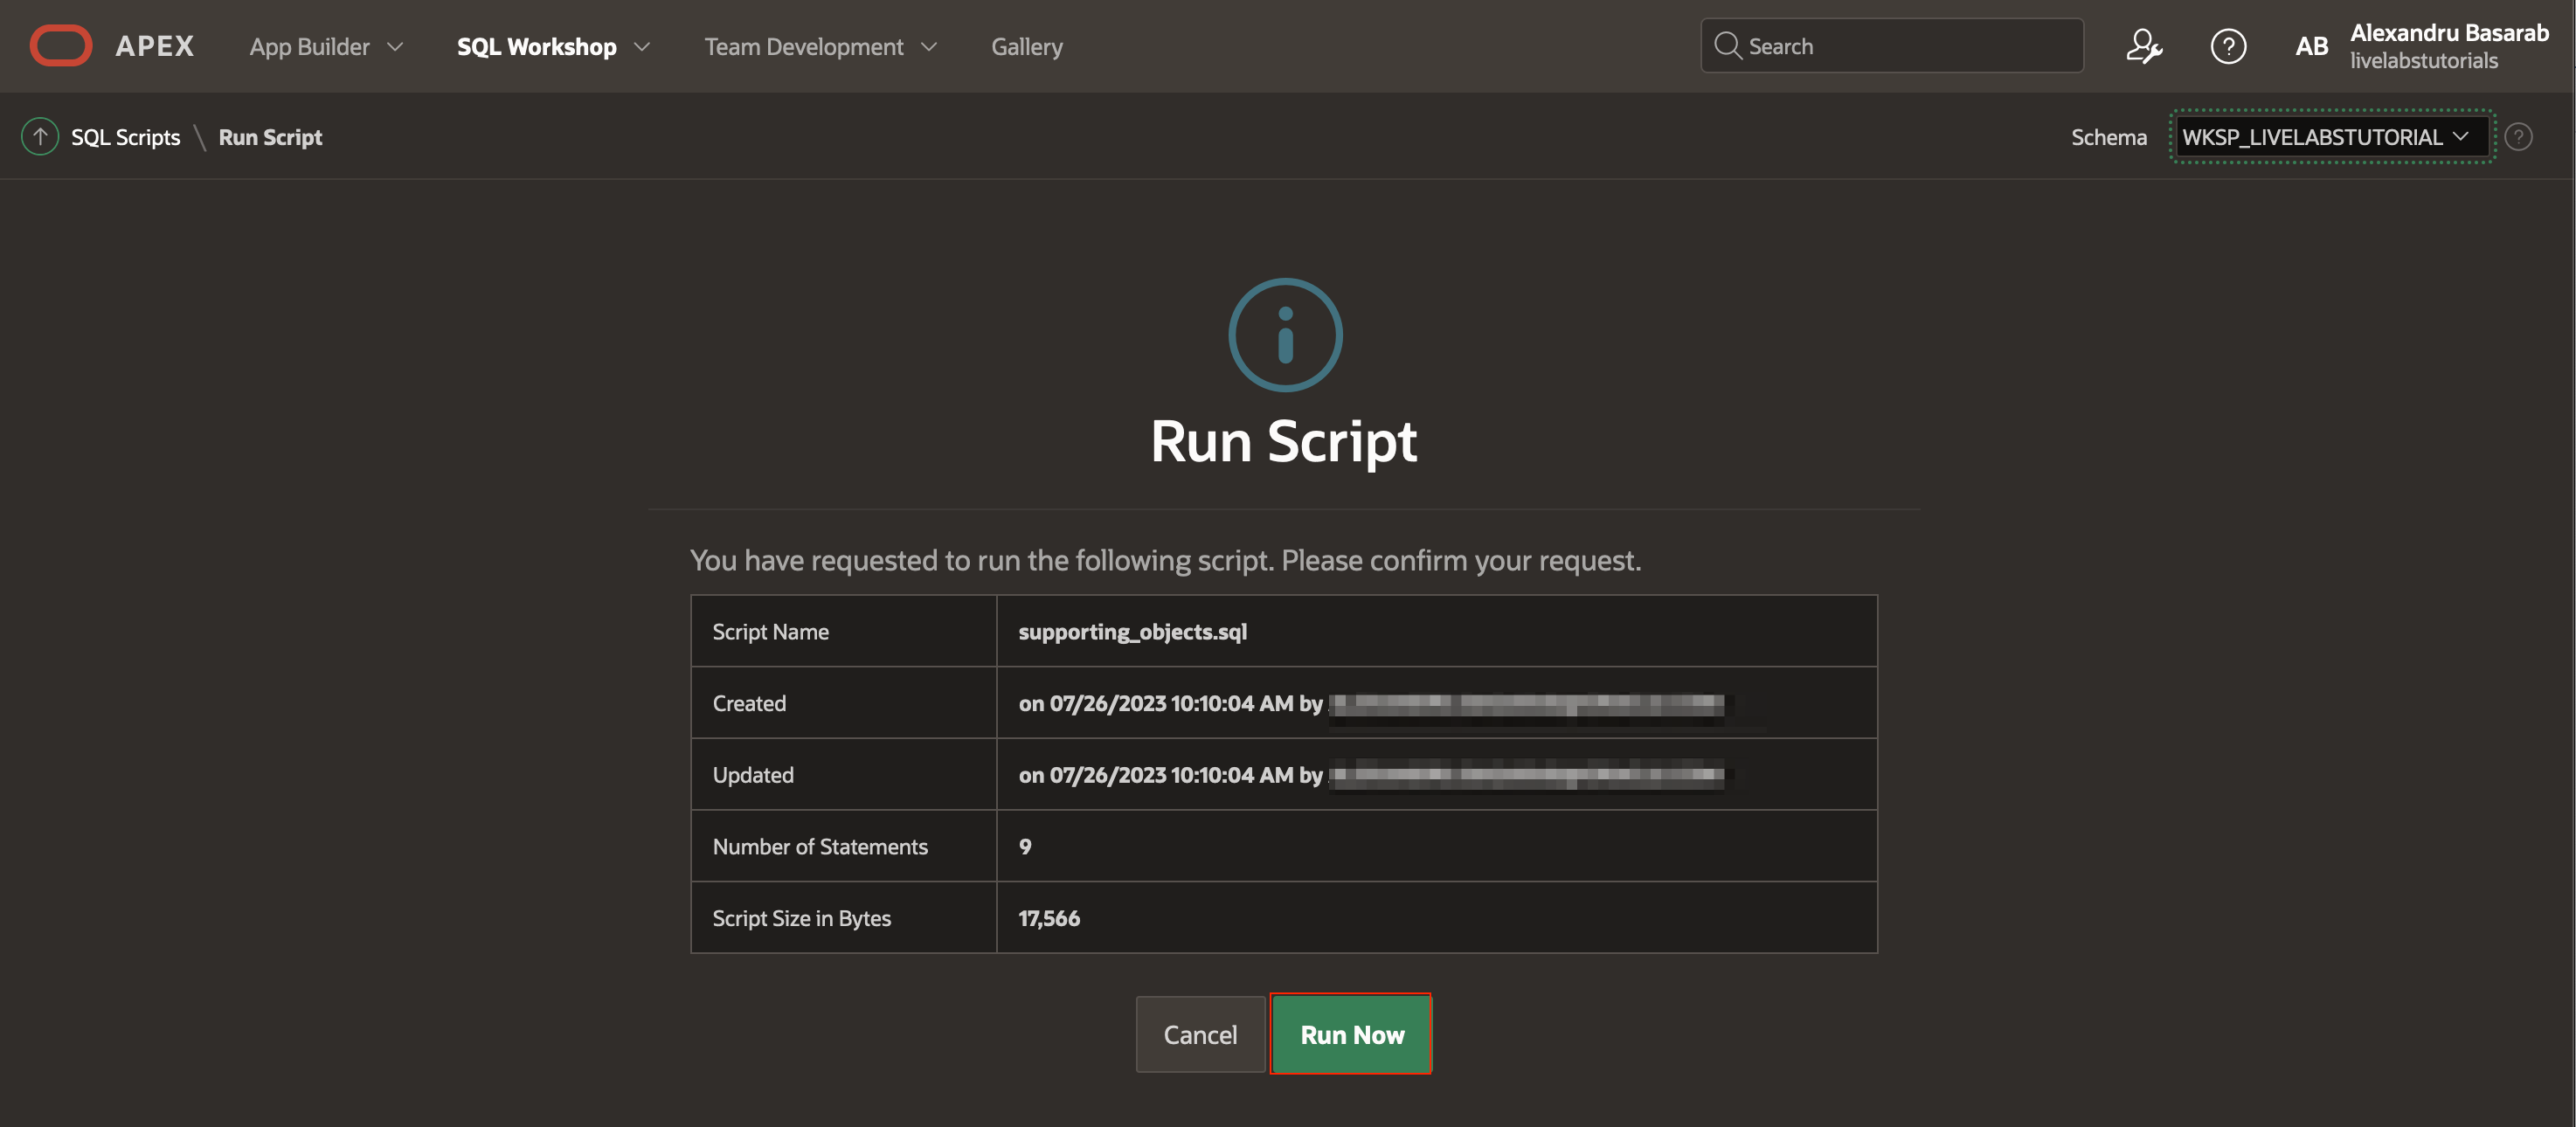 APEX App Builder SQL Workshop Team Development Gallery Search ? AB Alexandru Basarab
livelabstutorials
SQL Scripts \ Run Script Schema WKSP_LIVELABSTUTORIAL ?
Run Script
You have requested to run the following script. Please confirm your request.
Script Name supporting_objects.sql
Created on 07/26/2023 10:10:04 AM by
Updated on 07/26/2023 10:10:04 AM by
Number of Statements 9
Script Size in Bytes 17,566
Cancel Run Now